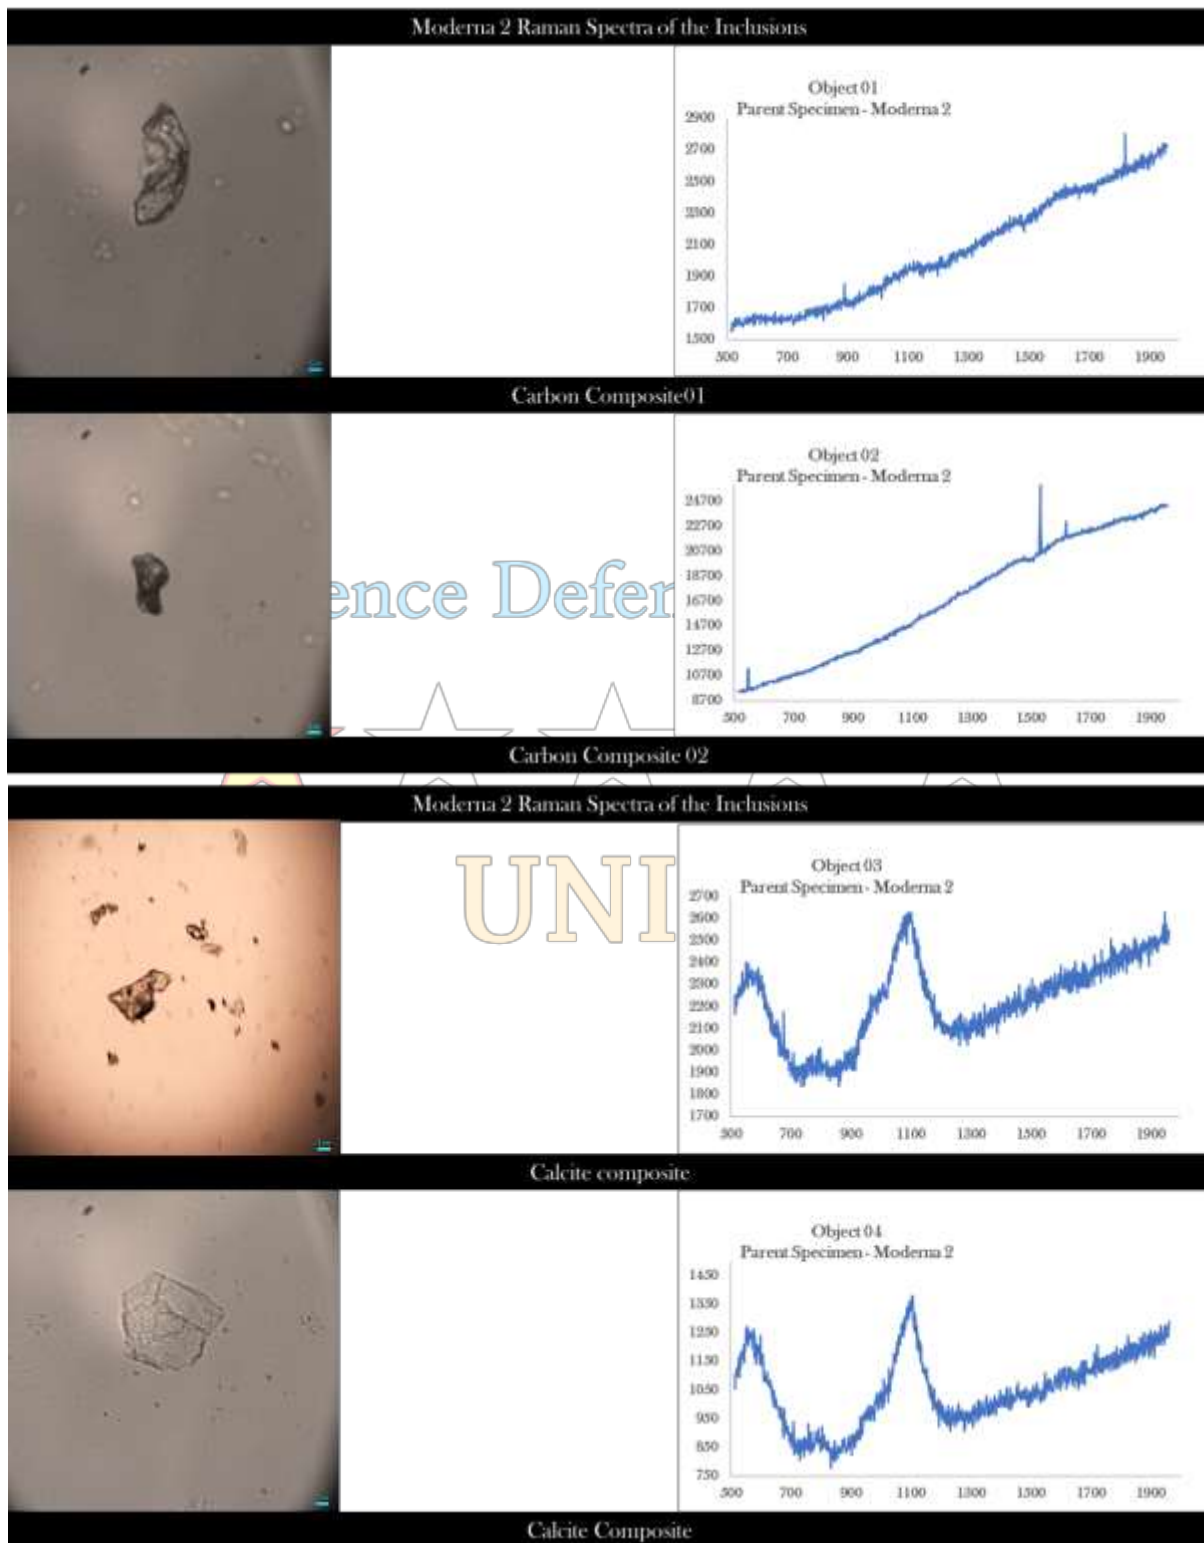 Moderna 2 Raman Spectra of the Inclusions
Object 01
Parent Specimen - Moderna 2
2900
2700
2500
2300
2100
1900
1700
1500
500 700 900 1100 1300 1500 1700 1900
Carbon Composite01
Object 02
Parent Specimen - Moderna 2
24700
22700
20700
18700
16700
14700
12700
10700
8700
500 700 900 1100 1300 1500 1700 1900
ence Defen
Carbon Composite 02
Moderna 2 Raman Spectra of the Inclusions
Object 03
Parent Specimen - Moderna 2
2700
2600
2500
2400
2300
2200
2100
2000
1900
1800
1700
500 700 900 1100 1300 1500 1700 1900
UNI
Calcite composite
Object 04
Parent Specimen - Moderna 2
1450
1350
1250
1150
1050
950
850
750
500 700 900 1100 1300 1500 1700 1900
Calcite Composite